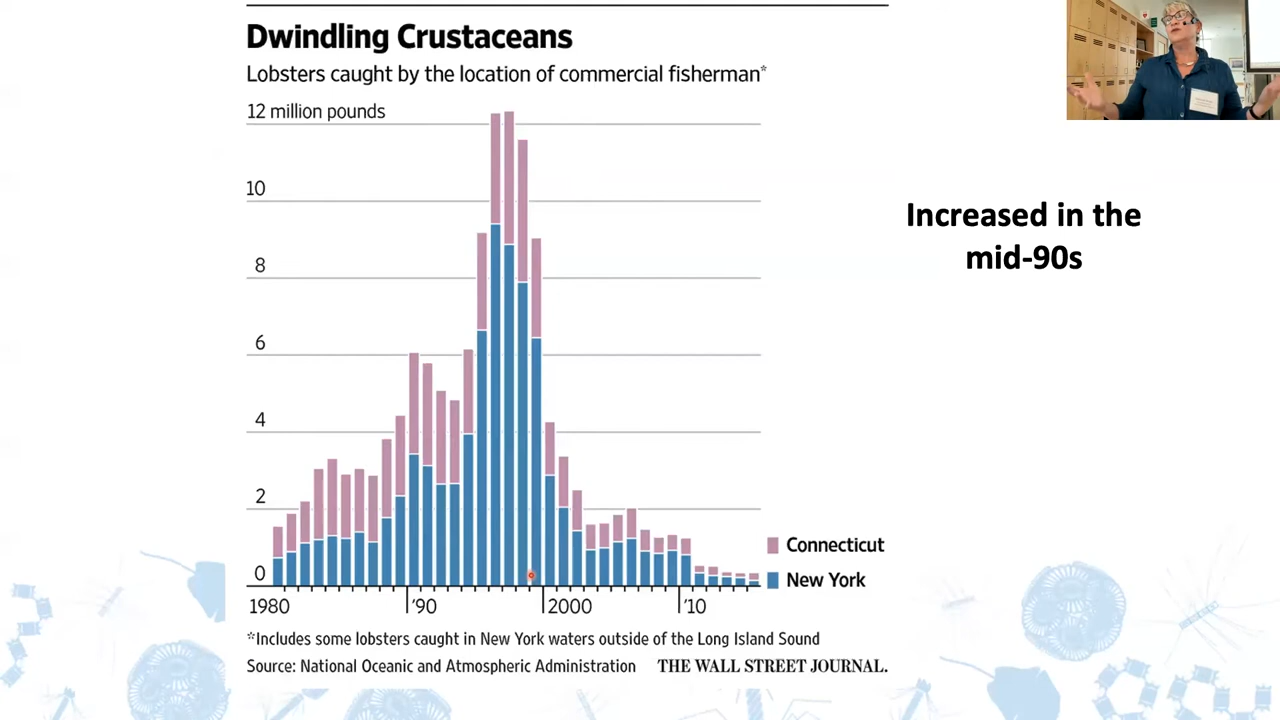 Dwindling Crustaceans
Lobsters caught by the location of commercial fisherman*
12 million pounds
10
8
6
4
2
0
1980
'90
2000
'10
Connecticut
New York
*Includes some lobsters caught in New York waters outside of the Long Island Sound
Source: National Oceanic and Atmospheric Administration THE WALL STREET JOURNAL.
Increased in the
mid-90s